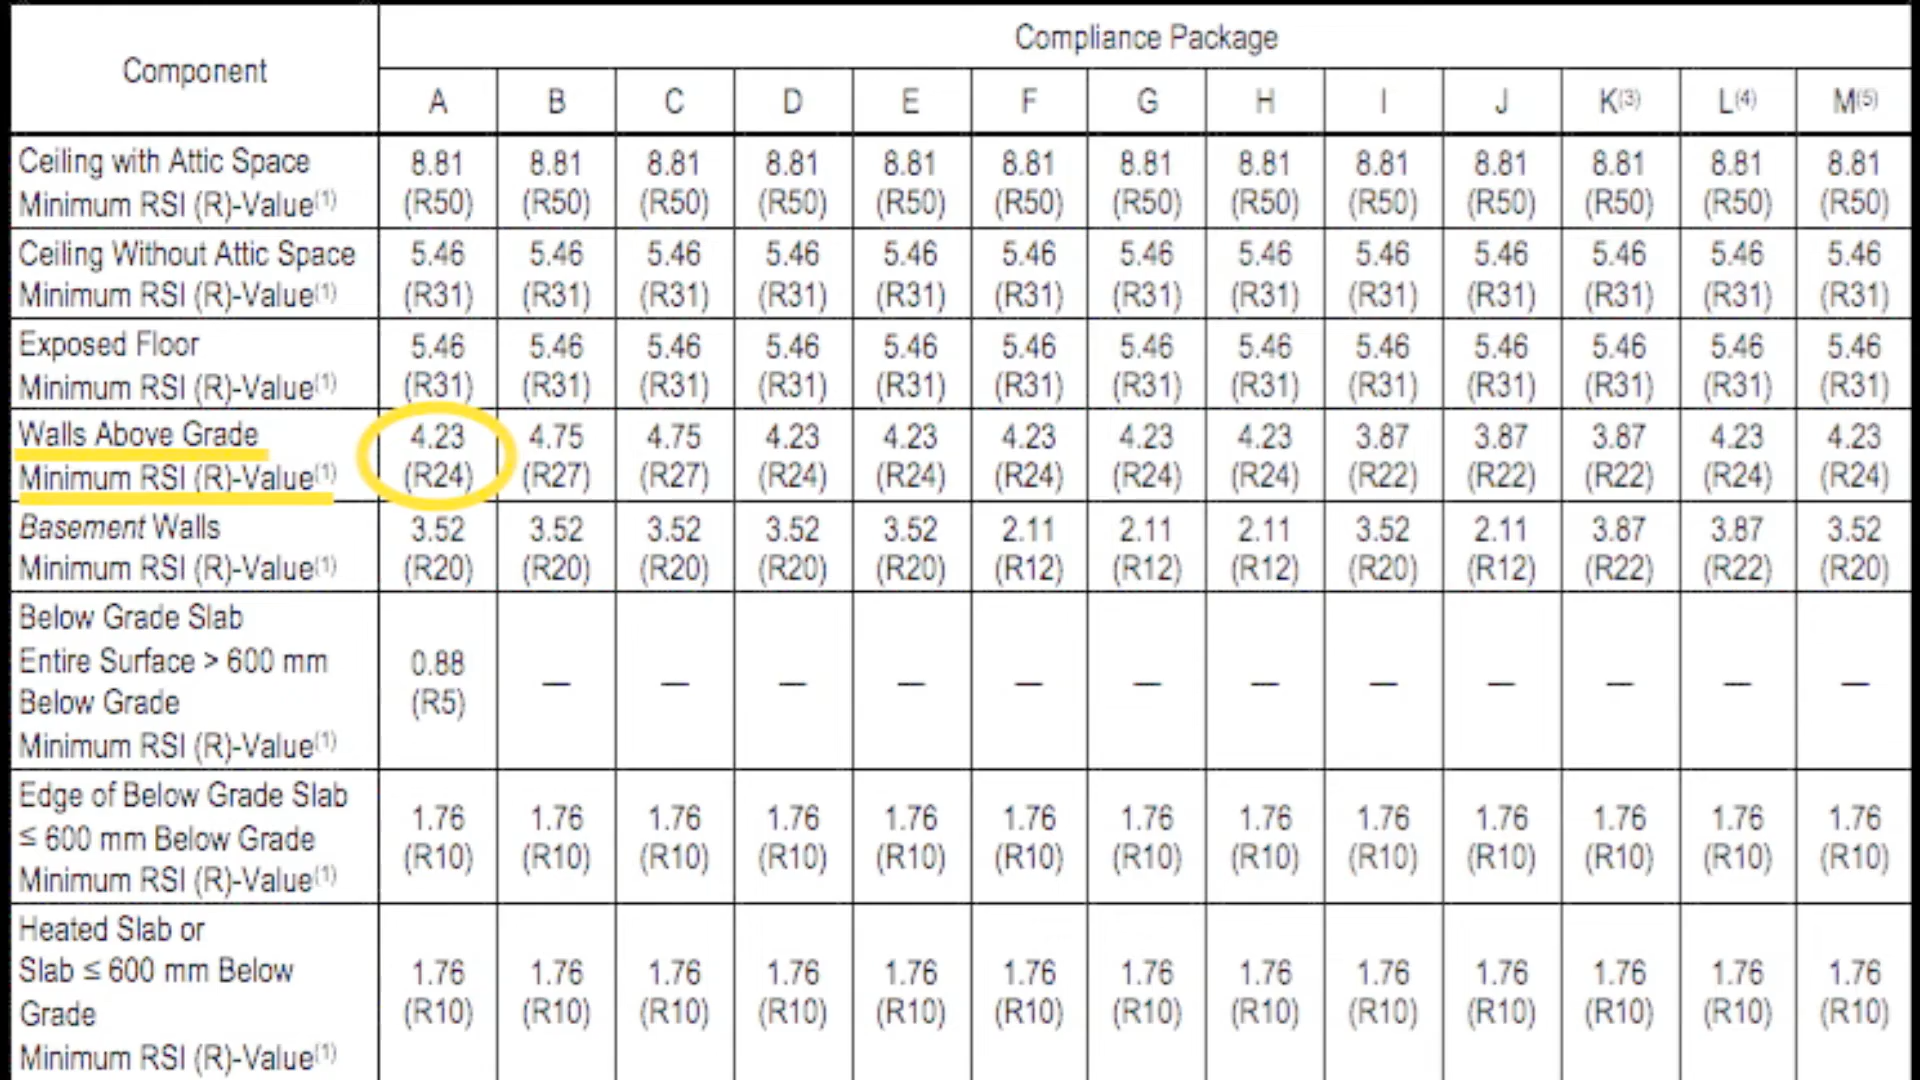 Component
Compliance Package
A B C D E F G H I J K(3) L(4) M(5)
Ceiling with Attic Space
Minimum RSI (R)-Value(1)
8.81 8.81 8.81 8.81 8.81 8.81 8.81 8.81 8.81 8.81 8.81 8.81 8.81
(R50) (R50) (R50) (R50) (R50) (R50) (R50) (R50) (R50) (R50) (R50) (R50) (R50)
Ceiling Without Attic Space
Minimum RSI (R)-Value(1)
5.46 5.46 5.46 5.46 5.46 5.46 5.46 5.46 5.46 5.46 5.46 5.46 5.46
(R31) (R31) (R31) (R31) (R31) (R31) (R31) (R31) (R31) (R31) (R31) (R31) (R31)
Exposed Floor
Minimum RSI (R)-Value(1)
5.46 5.46 5.46 5.46 5.46 5.46 5.46 5.46 5.46 5.46 5.46 5.46 5.46
(R31) (R31) (R31) (R31) (R31) (R31) (R31) (R31) (R31) (R31) (R31) (R31) (R31)
Walls Above Grade
Minimum RSI (R)-Value(1)
4.23 4.75 4.75 4.23 4.23 4.23 4.23 4.23 3.87 3.87 3.87 4.23 4.23
(R24) (R27) (R27) (R24) (R24) (R24) (R24) (R24) (R22) (R22) (R22) (R24) (R24)
Basement Walls
Minimum RSI (R)-Value(1)
3.52 3.52 3.52 3.52 3.52 2.11 2.11 2.11 3.52 2.11 3.87 3.87 3.52
(R20) (R20) (R20) (R20) (R20) (R12) (R12) (R12) (R20) (R12) (R22) (R22) (R20)
Below Grade Slab
Entire Surface > 600 mm
Below Grade
Minimum RSI (R)-Value(1)
0.88 — — — — — — — — — — — —
(R5)
Edge of Below Grade Slab
≤ 600 mm Below Grade
Minimum RSI (R)-Value(1)
1.76 1.76 1.76 1.76 1.76 1.76 1.76 1.76 1.76 1.76 1.76 1.76 1.76
(R10) (R10) (R10) (R10) (R10) (R10) (R10) (R10) (R10) (R10) (R10) (R10) (R10)
Heated Slab or
Slab ≤ 600 mm Below
Grade
Minimum RSI (R)-Value(1)
1.76 1.76 1.76 1.76 1.76 1.76 1.76 1.76 1.76 1.76 1.76 1.76 1.76
(R10) (R10) (R10) (R10) (R10) (R10) (R10) (R10) (R10) (R10) (R10) (R10) (R10)